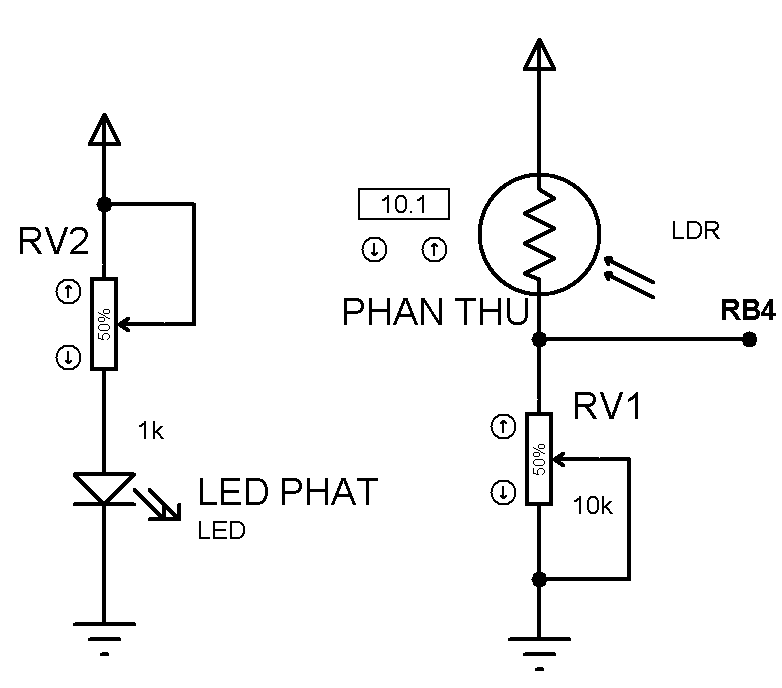 RV2
50%
1k
LED PHAT
LED
10.1
LDR
PHAN THU
RB4
RV1
50%
10k